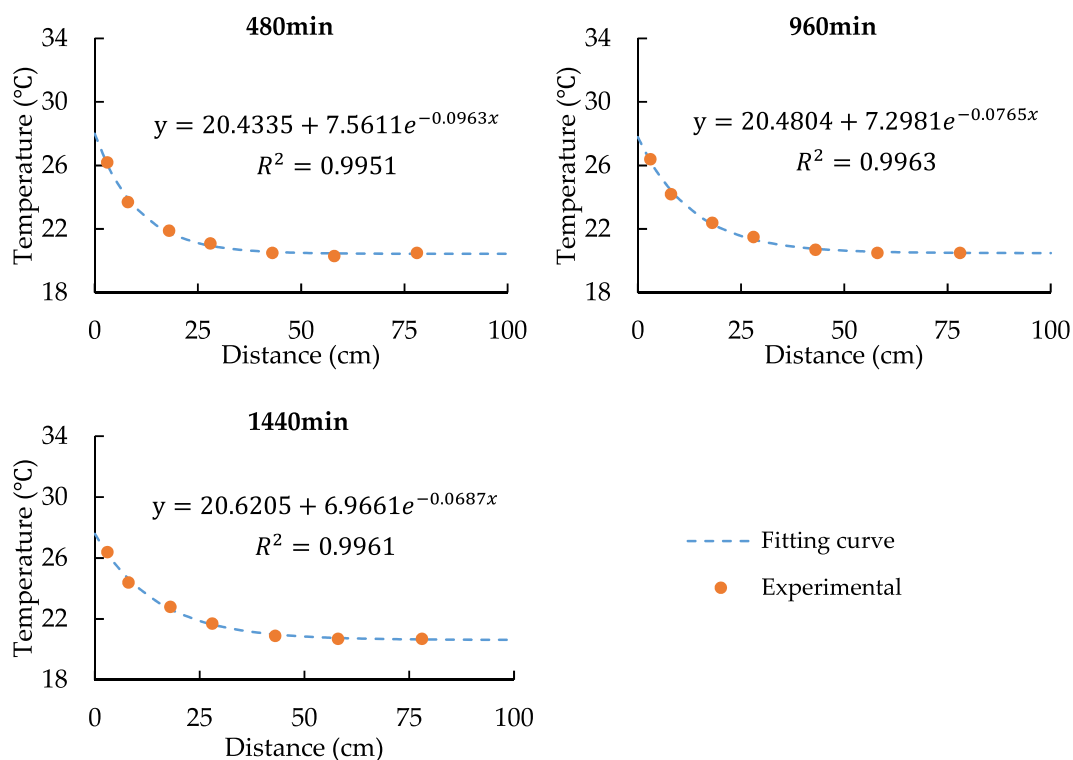 480min
34
30
26
22
18
Temperature (℃)
y = 20.4335 + 7.5611e^{−0.0963x}
R² = 0.9951
0 25 50 75 100
Distance (cm)
960min
34
30
26
22
18
Temperature (℃)
y = 20.4804 + 7.2981e^{−0.0765x}
R² = 0.9963
0 25 50 75 100
Distance (cm)
1440min
34
30
26
22
18
Temperature (℃)
y = 20.6205 + 6.9661e^{−0.0687x}
R² = 0.9961
0 25 50 75 100
Distance (cm)
Fitting curve
Experimental